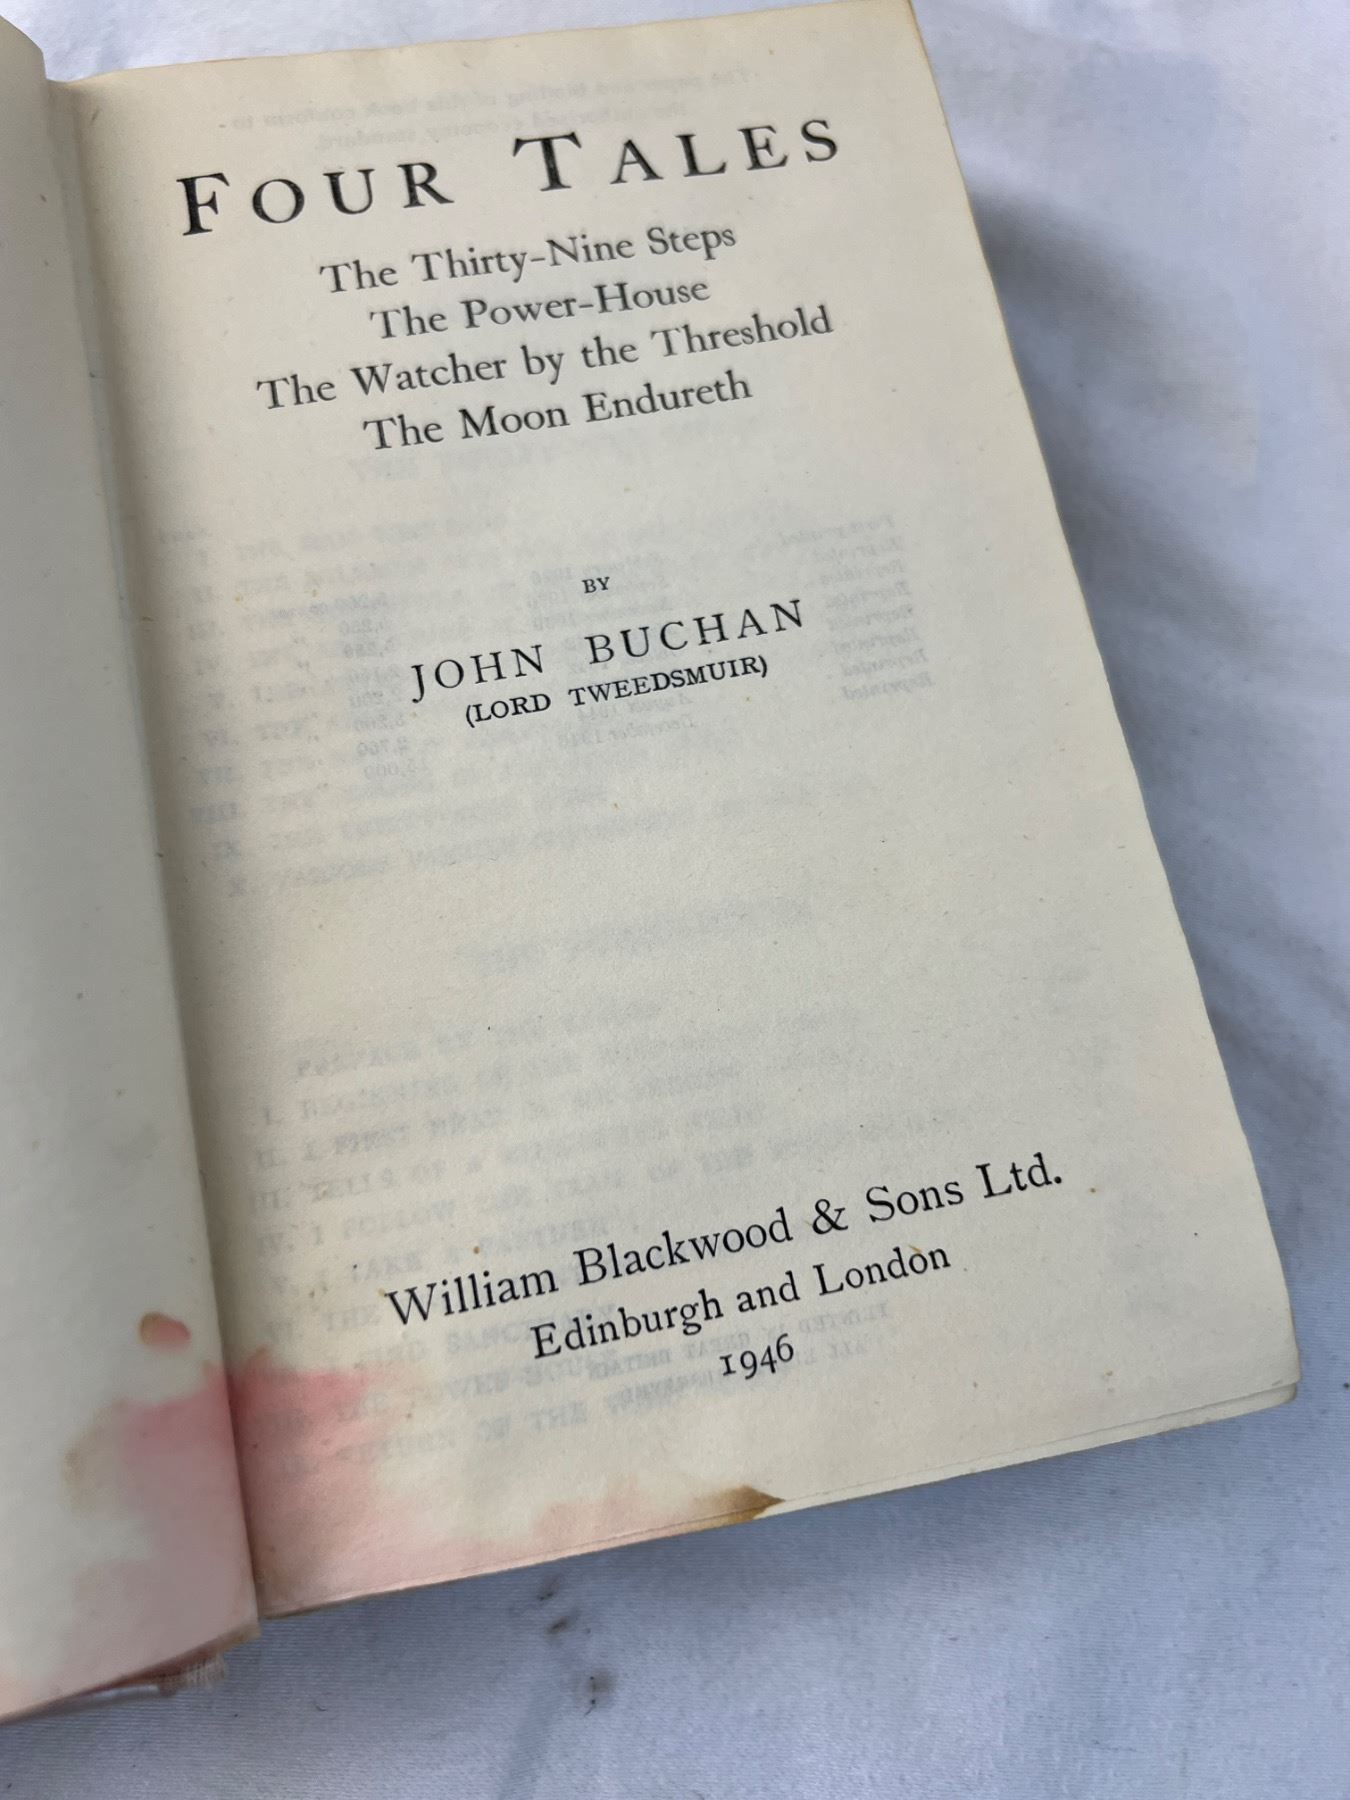 FOUR TALES
The Thirty-Nine Steps
The Power-House
The Watcher by the Threshold
The Moon Endureth
BY
JOHN BUCHAN
(LORD TWEEDSMUIR)
William Blackwood & Sons Ltd.
Edinburgh and London
1946